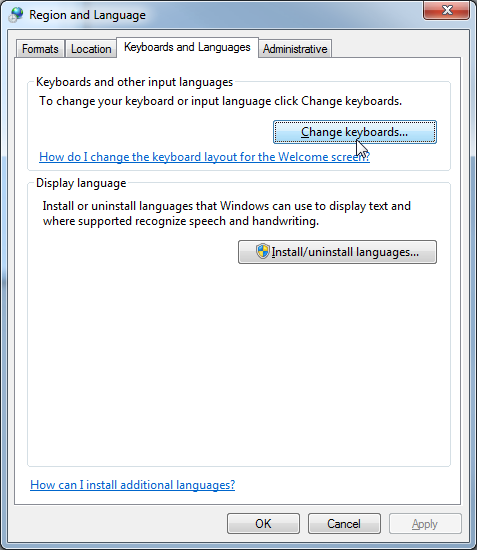 Region and Language
Formats Location Keyboards and Languages Administrative
Keyboards and other input languages
To change your keyboard or input language click Change keyboards.
Change keyboards...
How do I change the keyboard layout for the Welcome screen?
Display language
Install or uninstall languages that Windows can use to display text and
where supported recognize speech and handwriting.
Install/uninstall languages...
How can I install additional languages?
OK Cancel Apply